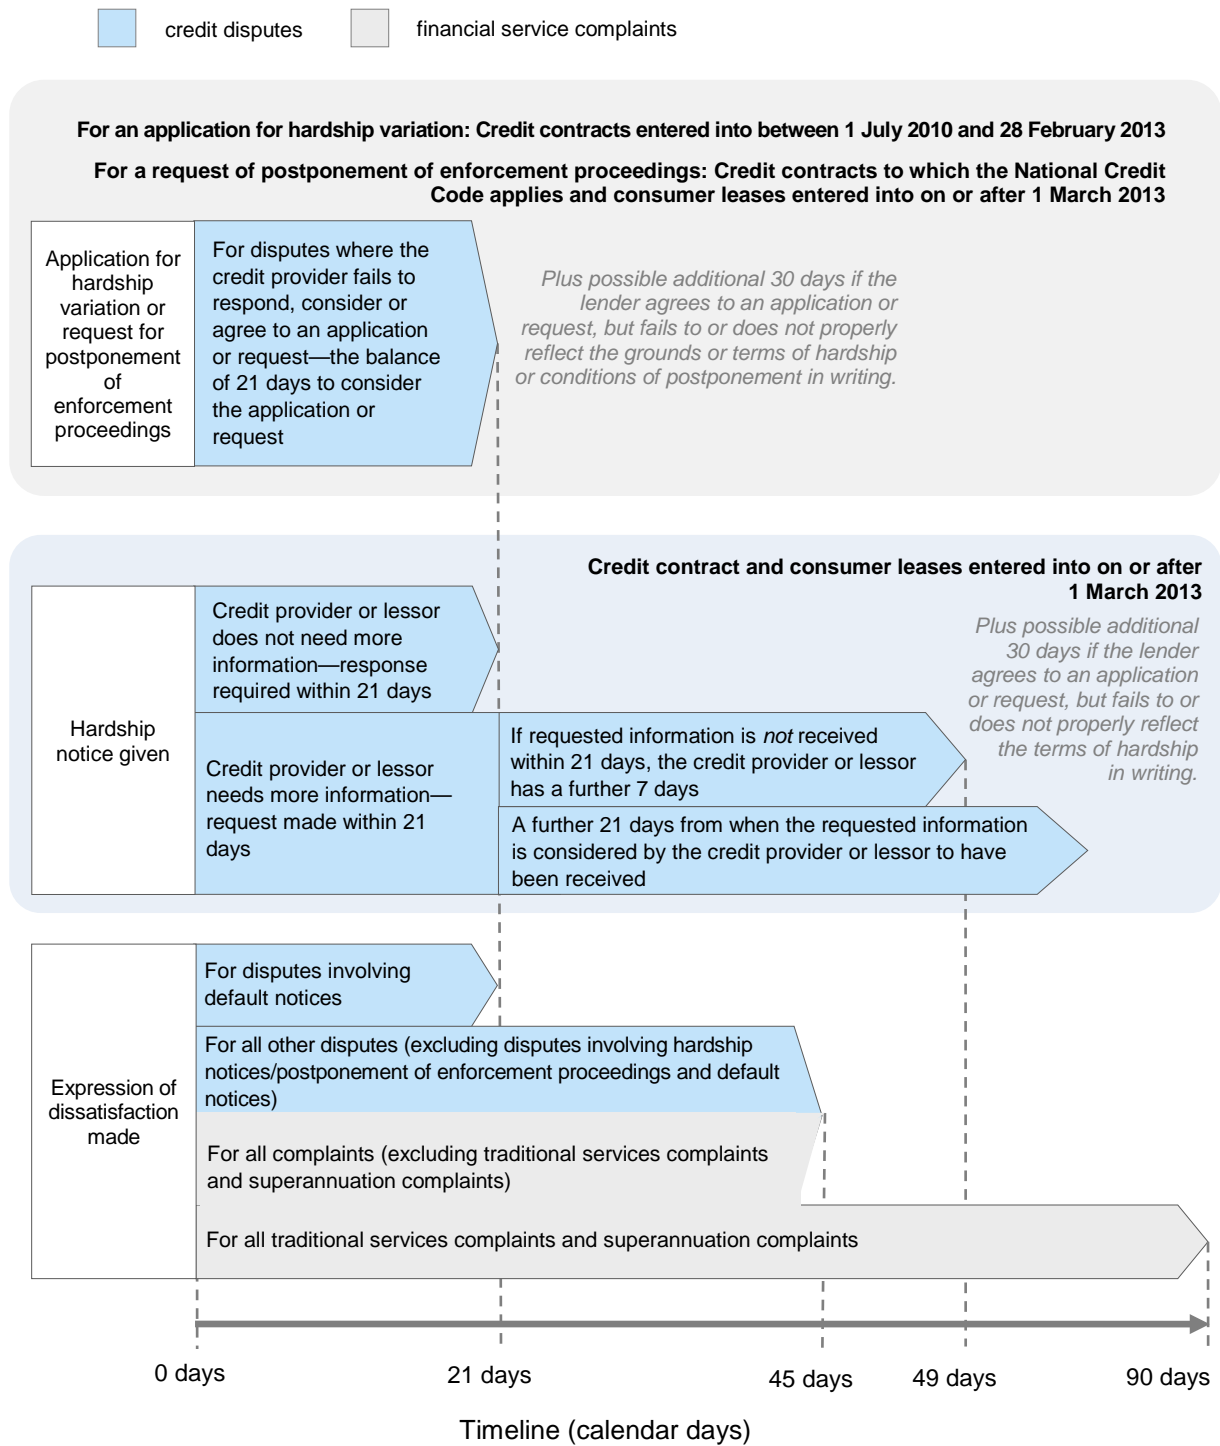 credit disputes
financial service complaints
For an application for hardship variation: Credit contracts entered into between 1 July 2010 and 28 February 2013
For a request of postponement of enforcement proceedings: Credit contracts to which the National Credit
Code applies and consumer leases entered into on or after 1 March 2013
Application for
hardship
variation or
request for
postponement
of
enforcement
proceedings
For disputes where the
credit provider fails to
respond, consider or
agree to an application
or request—the balance
of 21 days to consider
the application or
request
Plus possible additional 30 days if the
lender agrees to an application or
request, but fails to or does not properly
reflect the grounds or terms of hardship
or conditions of postponement in writing.
Credit contract and consumer leases entered into on or after
1 March 2013
Hardship
notice given
Credit provider or lessor
does not need more
information—response
required within 21 days
Plus possible additional
30 days if the lender
agrees to an application
or request, but fails to or
does not properly reflect
the terms of hardship
in writing.
Credit provider or lessor
needs more information—
request made within 21
days
If requested information is not received
within 21 days, the credit provider or lessor
has a further 7 days
A further 21 days from when the requested information
is considered by the credit provider or lessor to have
been received
Expression of
dissatisfaction
made
For disputes involving
default notices
For all other disputes (excluding disputes involving hardship
notices/postponement of enforcement proceedings and default
notices)
For all complaints (excluding traditional services complaints
and superannuation complaints)
For all traditional services complaints and superannuation complaints
0 days
21 days
45 days
49 days
90 days
Timeline (calendar days)